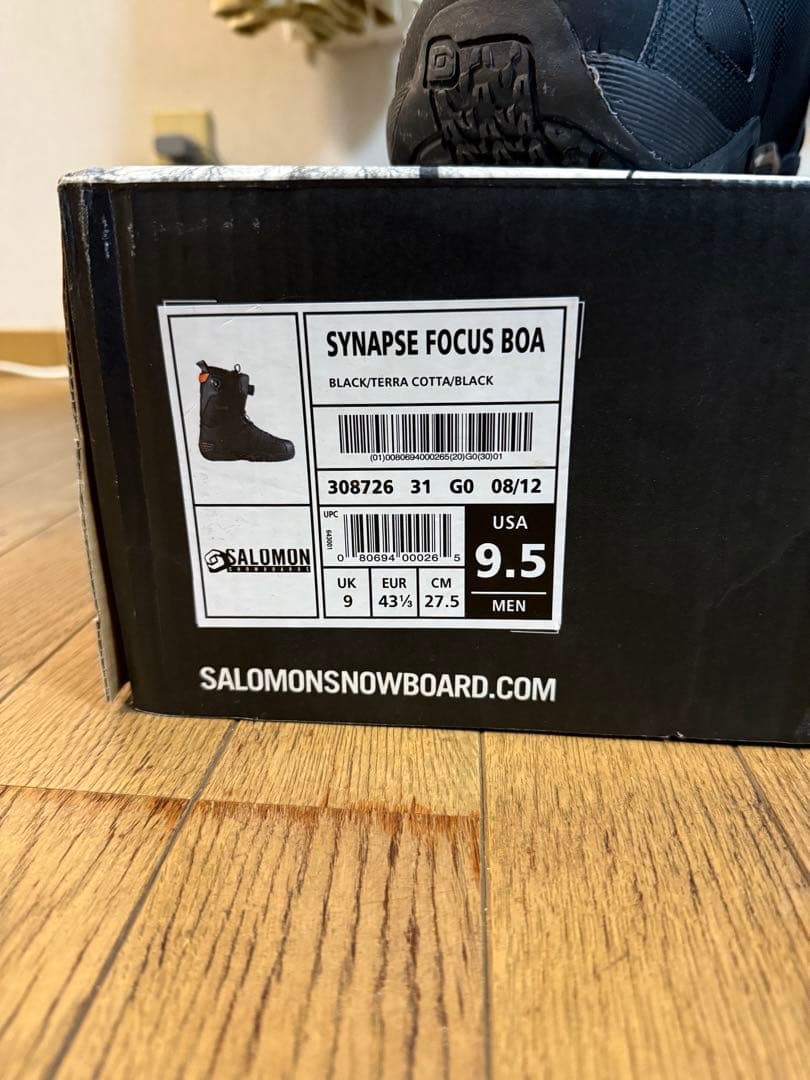 SYNAPSE FOCUS BOA
BLACK/TERRA COTTA/BLACK
(01)0080694000265(20)G0(30)01
308726 31 G0 08/12
UPC
643001
0 80694 00026 5
USA
9.5
MEN
UK
9
EUR
43⅓
CM
27.5
SALOMON
SNOWBOARDS
SALOMONSNOWBOARD.COM